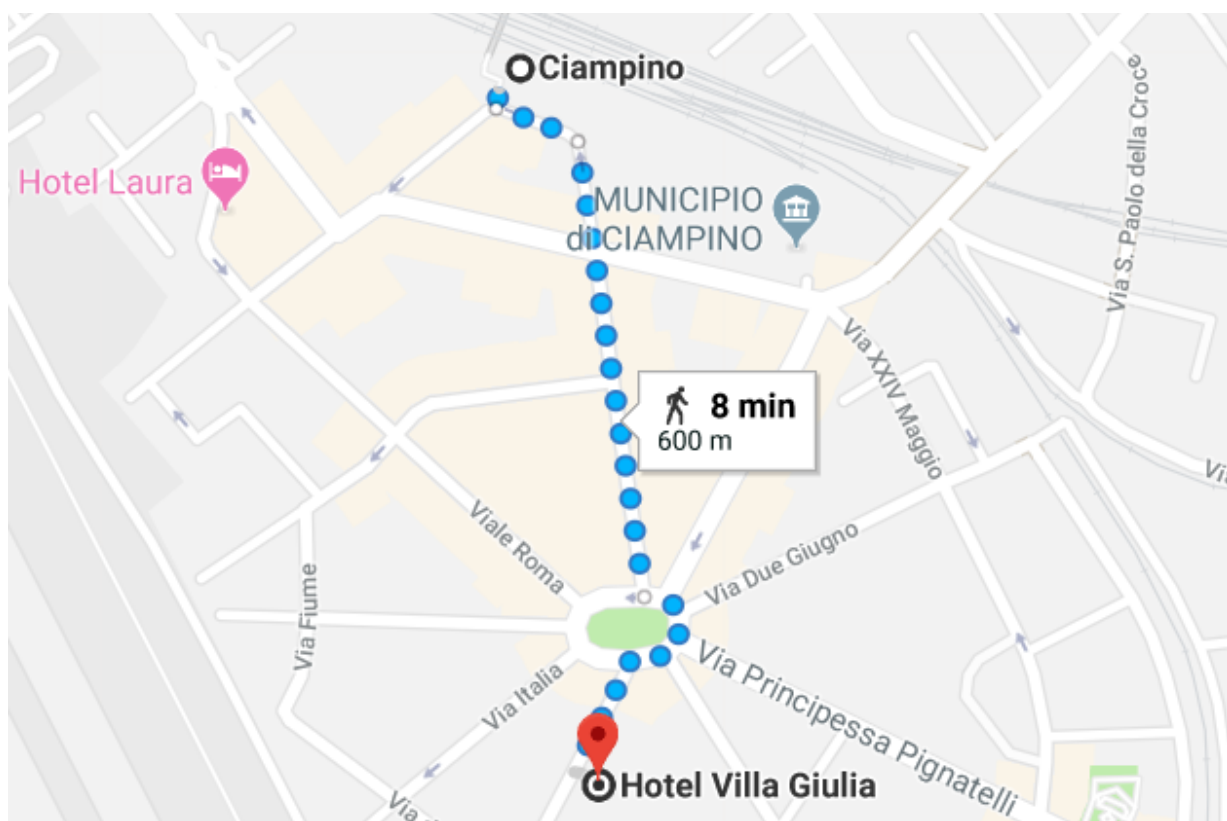 Ciampino
Hotel Laura
MUNICIPIO
di CIAMPINO
Via S. Paolo della Croce
Via XXIV Maggio
8 min
600 m
Viale Roma
Via Due Giugno
Via Fiume
Via Italia
Via Principessa Pignatelli
Hotel Villa Giulia